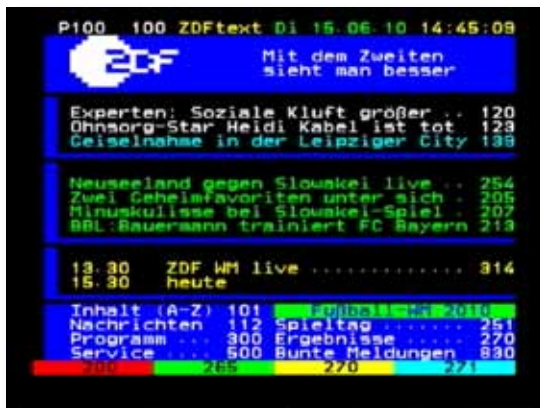 P100 100 ZDFtext Di 15.06.10 14:45:09
ZDF
Mit dem Zweiten
sieht man besser
Experten: Soziale Kluft größer .. 120
Ohnsorg-Star Heidi Kabel ist tot . 123
Geiselnahme in der Leipziger City 139
Neuseeland gegen Slowakei live .. 254
Zwei Geheimfavoriten unter sich . 205
Minuskulisse bei Slowakei-Spiel . 207
BBL:Bauermann trainiert FC Bayern 213
13.30 ZDF WM live ............. 314
15.30 heute
Inhalt (A-Z) 101 Fußball-WM 2010
Nachrichten 112 Spieltag ....... 251
Programm ... 300 Ergebnisse ..... 270
Service .... 500 Bunte Meldungen 830
200 265 270 271